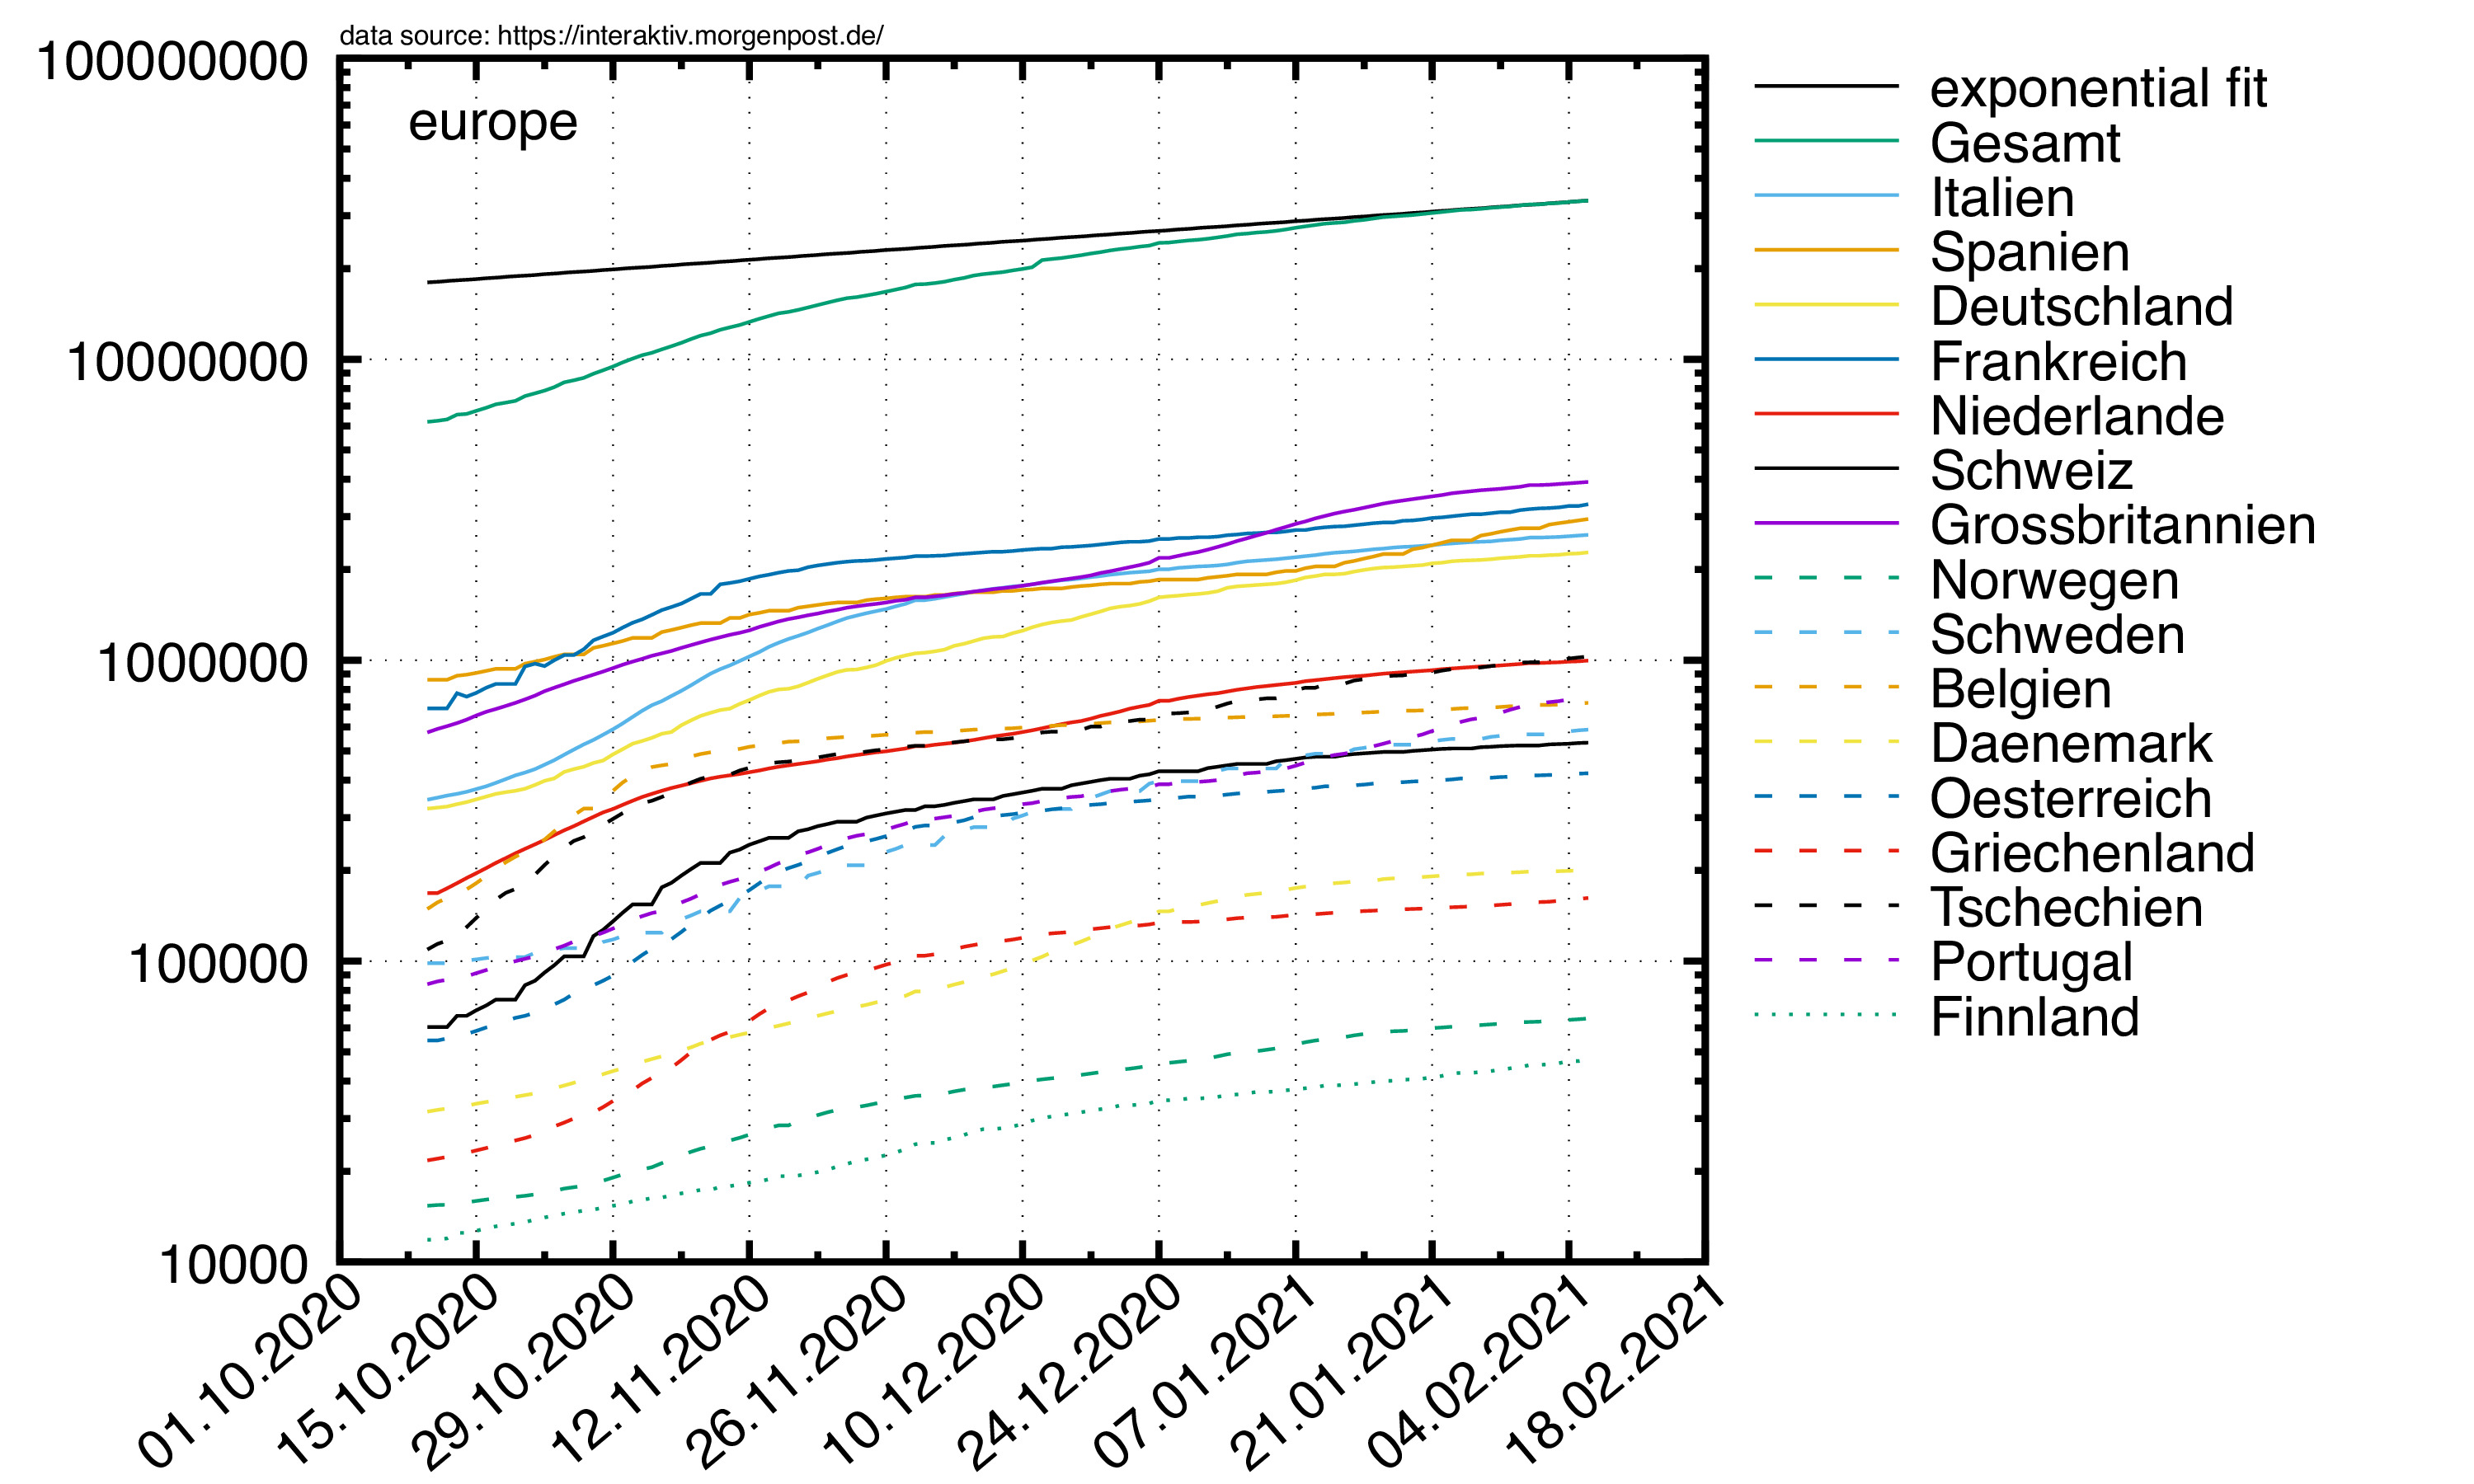 data source: https://interaktiv.morgenpost.de/
100000000
10000000
1000000
100000
10000
europe
exponential fit
Gesamt
Italien
Spanien
Deutschland
Frankreich
Niederlande
Schweiz
Grossbritannien
Norwegen
Schweden
Belgien
Daenemark
Oesterreich
Griechenland
Tschechien
Portugal
Finnland
01.10.2020
15.10.2020
29.10.2020
12.11.2020
26.11.2020
10.12.2020
24.12.2020
07.01.2021
21.01.2021
04.02.2021
18.02.2021